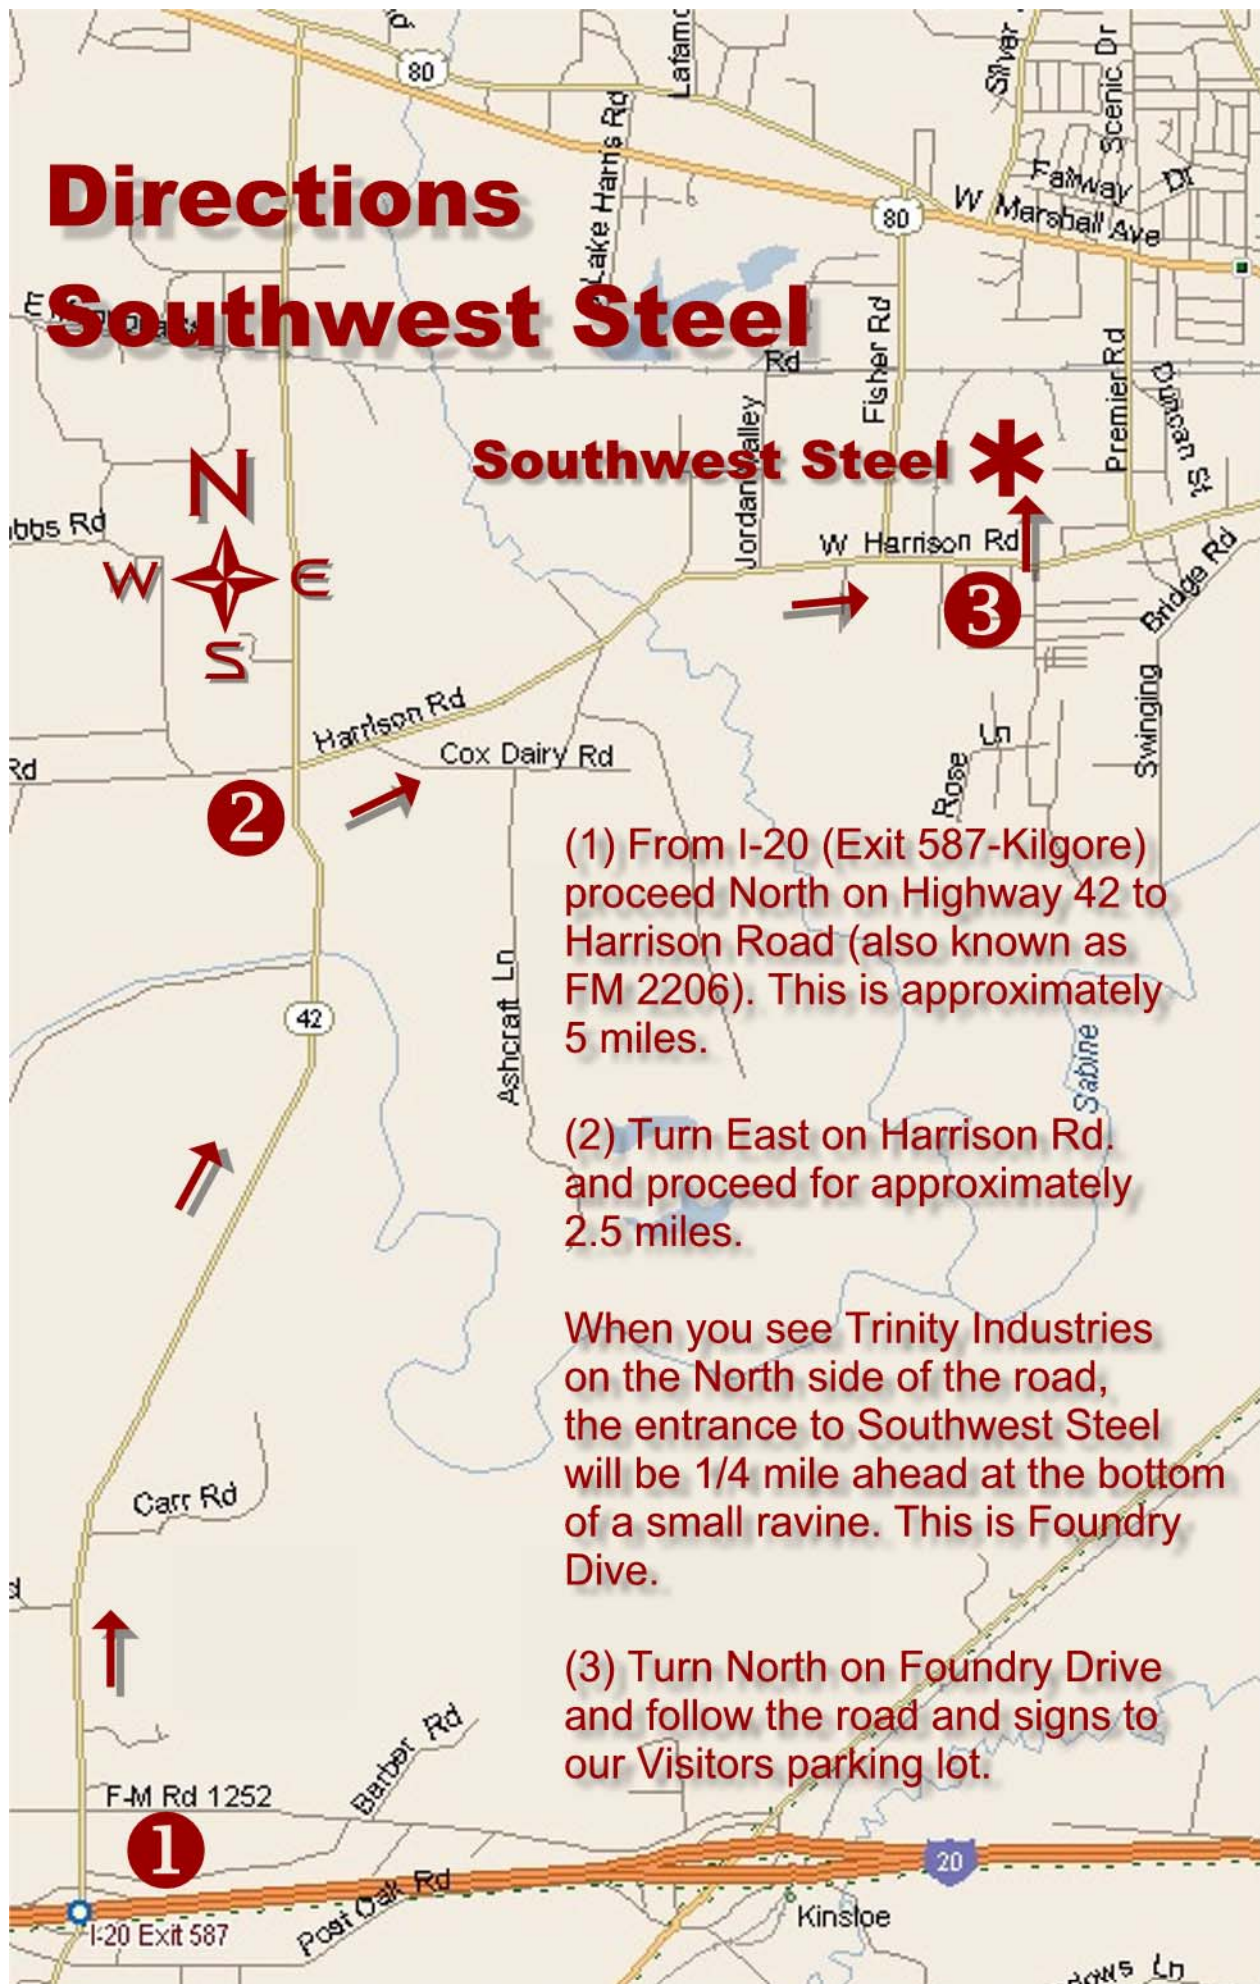 80
Lake Harris Rd
Silver
Scenic Dr
Fairway Dr
Directions
80
W Marshall Ave
Southwest Steel
Rd
Fisher Rd
Premier Rd
Duncan St
Jordan Valley
N
Southwest Steel *
W E
S
W Harrison Rd
3
Bridge Rd
Swinging
Harrison Rd
Cox Dairy Rd
Rd
Rose Ln
2
(1) From I-20 (Exit 587-Kilgore)
proceed North on Highway 42 to
Harrison Road (also known as
FM 2206). This is approximately
5 miles.
42
Ashcraft Ln
Sabine
(2) Turn East on Harrison Rd.
and proceed for approximately
2.5 miles.
When you see Trinity Industries
on the North side of the road,
the entrance to Southwest Steel
will be 1/4 mile ahead at the bottom
of a small ravine. This is Foundry
Dive.
Carr Rd
(3) Turn North on Foundry Drive
and follow the road and signs to
our Visitors parking lot.
Barber Rd
F-M Rd 1252
1
20
Post Oak Rd
Kinsloe
I-20 Exit 587